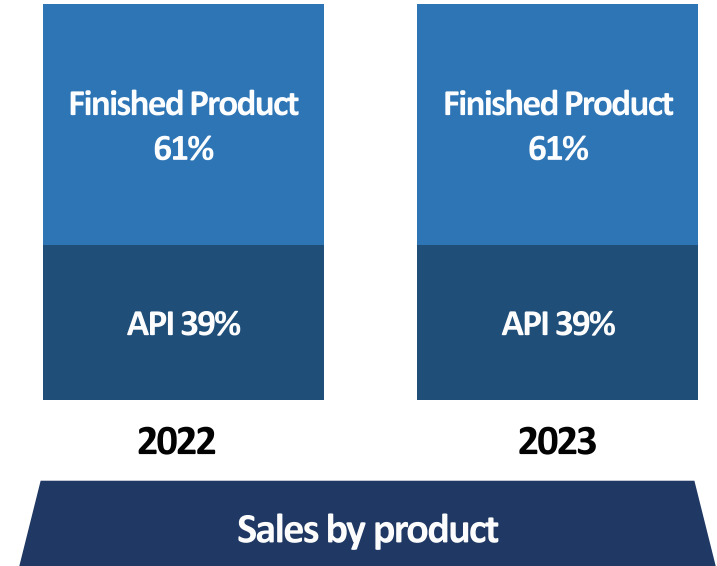 Finished Product
61%
API 39%
2022
Finished Product
61%
API 39%
2023
Sales by product